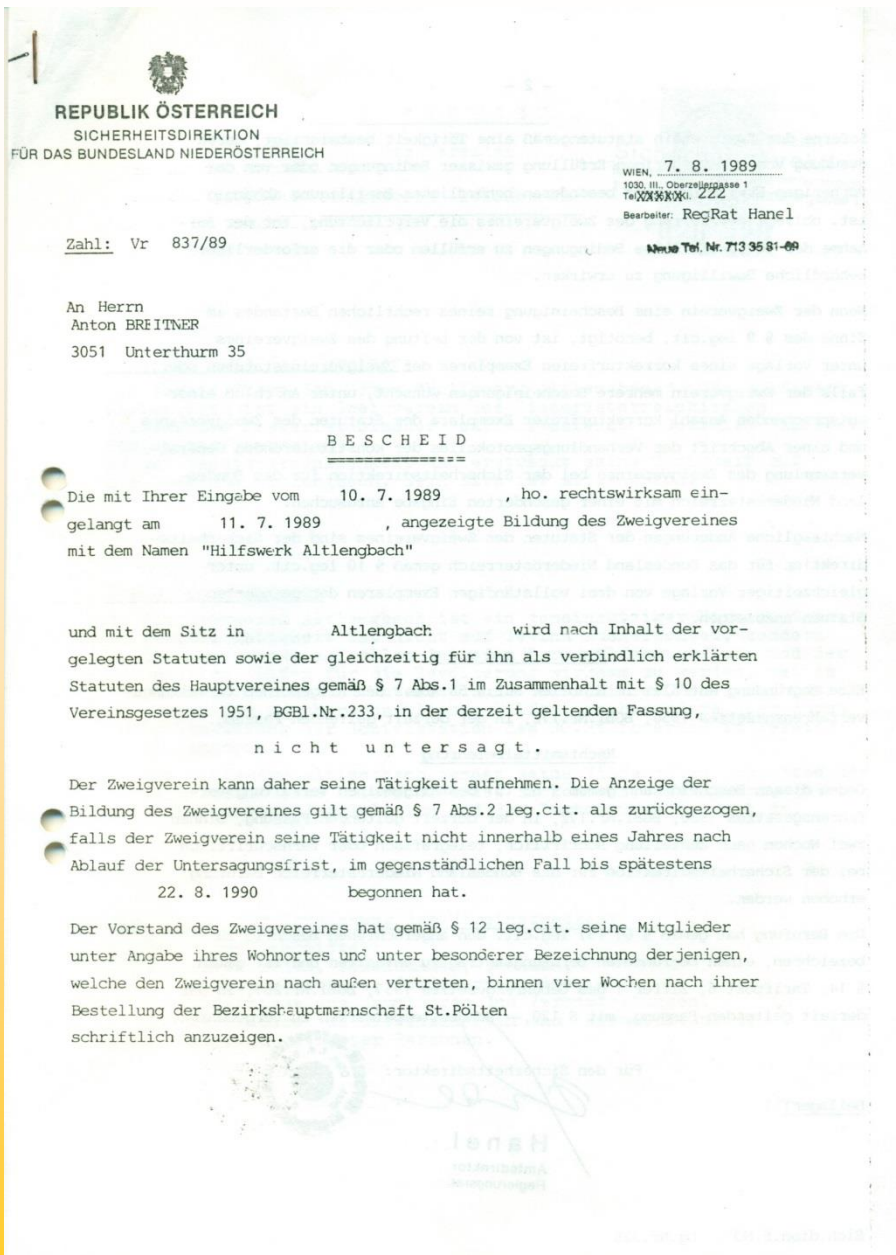 REPUBLIK ÖSTERREICH
SICHERHEITSDIREKTION
FÜR DAS BUNDESLAND NIEDERÖSTERREICH
WIEN, 7. 8. 1989
1030, III., Oberzellergasse 1
222
Bearbeiter: RegRat Hanel
Neue Tel. Nr. 713 35 81-89
Zahl: Vr 837/89
An Herrn
Anton BREITNER
3051 Unterthurm 35
B E S C H E I D
================
Die mit Ihrer Eingabe vom 10. 7. 1989 , ho. rechtswirksam ein-
gelangt am 11. 7. 1989 , angezeigte Bildung des Zweigvereines
mit dem Namen "Hilfswerk Altlengbach"
und mit dem Sitz in Altlengbach wird nach Inhalt der vor-
gelegten Statuten sowie der gleichzeitig für ihn als verbindlich erklärten
Statuten des Hauptvereines gemäß § 7 Abs.1 im Zusammenhalt mit § 10 des
Vereinsgesetzes 1951, BGBl.Nr.233, in der derzeit geltenden Fassung,
n i c h t u n t e r s a g t .
Der Zweigverein kann daher seine Tätigkeit aufnehmen. Die Anzeige der
Bildung des Zweigvereines gilt gemäß § 7 Abs.2 leg.cit. als zurückgezogen,
falls der Zweigverein seine Tätigkeit nicht innerhalb eines Jahres nach
Ablauf der Untersagungsfrist, im gegenständlichen Fall bis spätestens
22. 8. 1990 begonnen hat.
Der Vorstand des Zweigvereines hat gemäß § 12 leg.cit. seine Mitglieder
unter Angabe ihres Wohnortes und unter besonderer Bezeichnung derjenigen,
welche den Zweigverein nach außen vertreten, binnen vier Wochen nach ihrer
Bestellung der Bezirkshauptmannschaft St.Pölten
schriftlich anzuzeigen.